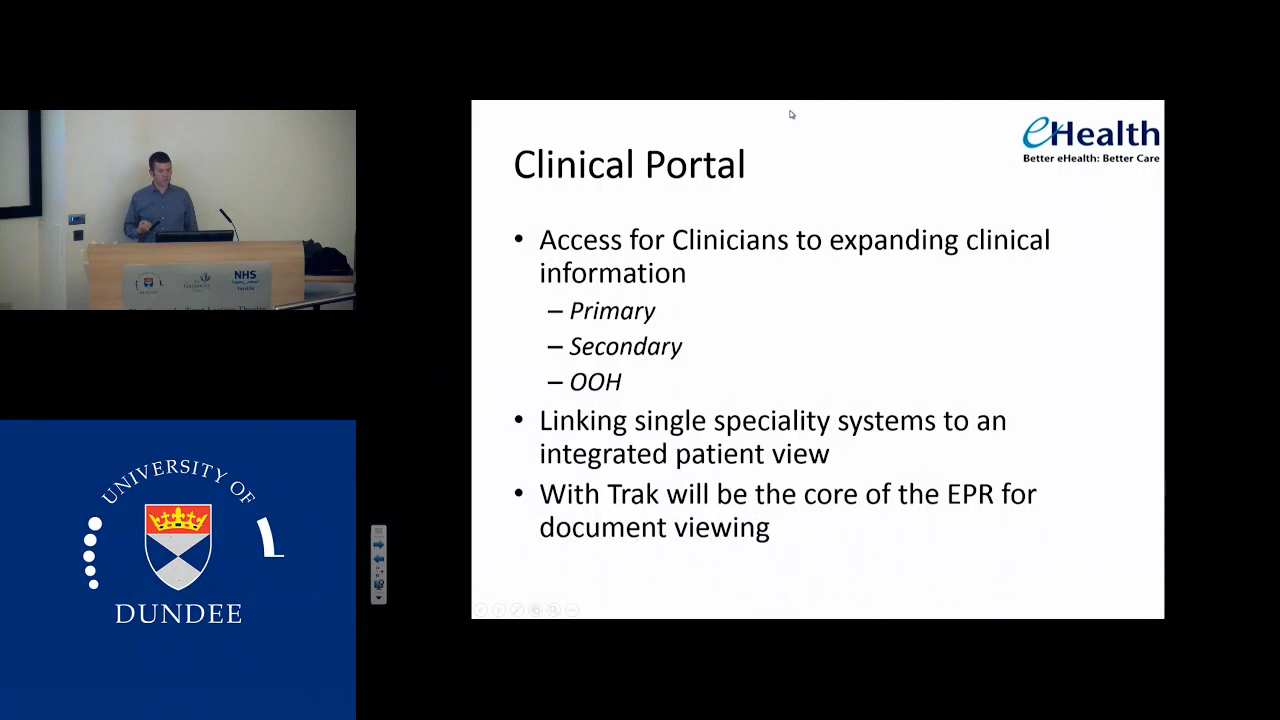 eHealth
Better eHealth: Better Care
Clinical Portal
• Access for Clinicians to expanding clinical
information
– Primary
– Secondary
– OOH
• Linking single speciality systems to an
integrated patient view
• With Trak will be the core of the EPR for
document viewing
NHS
UNIVERSITY OF
DUNDEE